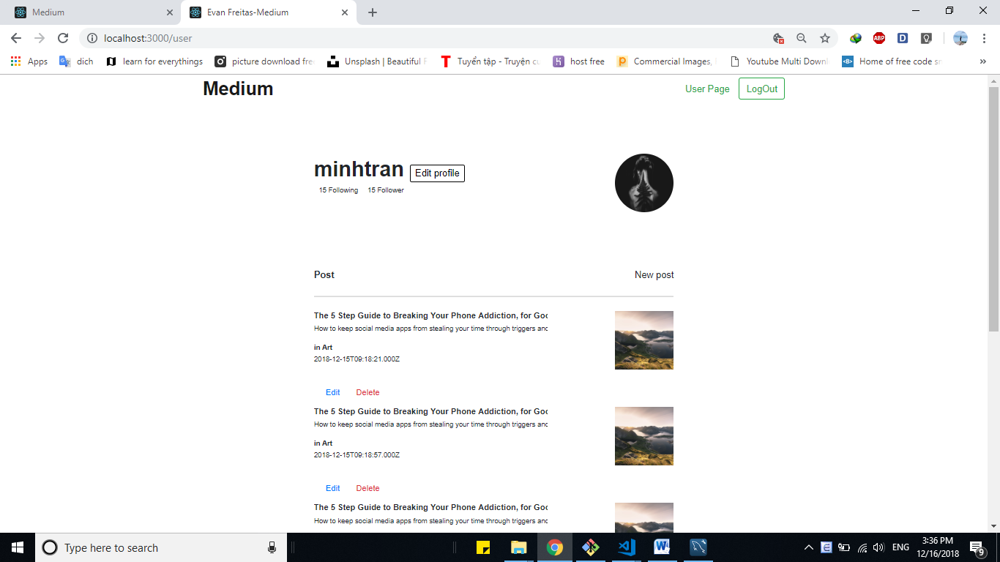 Medium
Evan Freitas-Medium
localhost:3000/user
ABP
D
Apps
dich
learn for everythings
picture download free
Unsplash | Beautiful F
Tuyển tập - Truyện cu
host free
Commercial Images,
Youtube Multi Downl
Home of free code sn
»
Medium
User Page
LogOut
minhtran
Edit profile
15 Following
15 Follower
Post
New post
The 5 Step Guide to Breaking Your Phone Addiction, for Goo
How to keep social media apps from stealing your time through triggers and
in Art
2018-12-15T09:18:21.000Z
Edit
Delete
The 5 Step Guide to Breaking Your Phone Addiction, for Goo
How to keep social media apps from stealing your time through triggers and
in Art
2018-12-15T09:18:57.000Z
Edit
Delete
The 5 Step Guide to Breaking Your Phone Addiction, for Goo
How to keep social media apps from stealing your time through triggers and
Type here to search
ENG
3:36 PM
12/16/2018
9